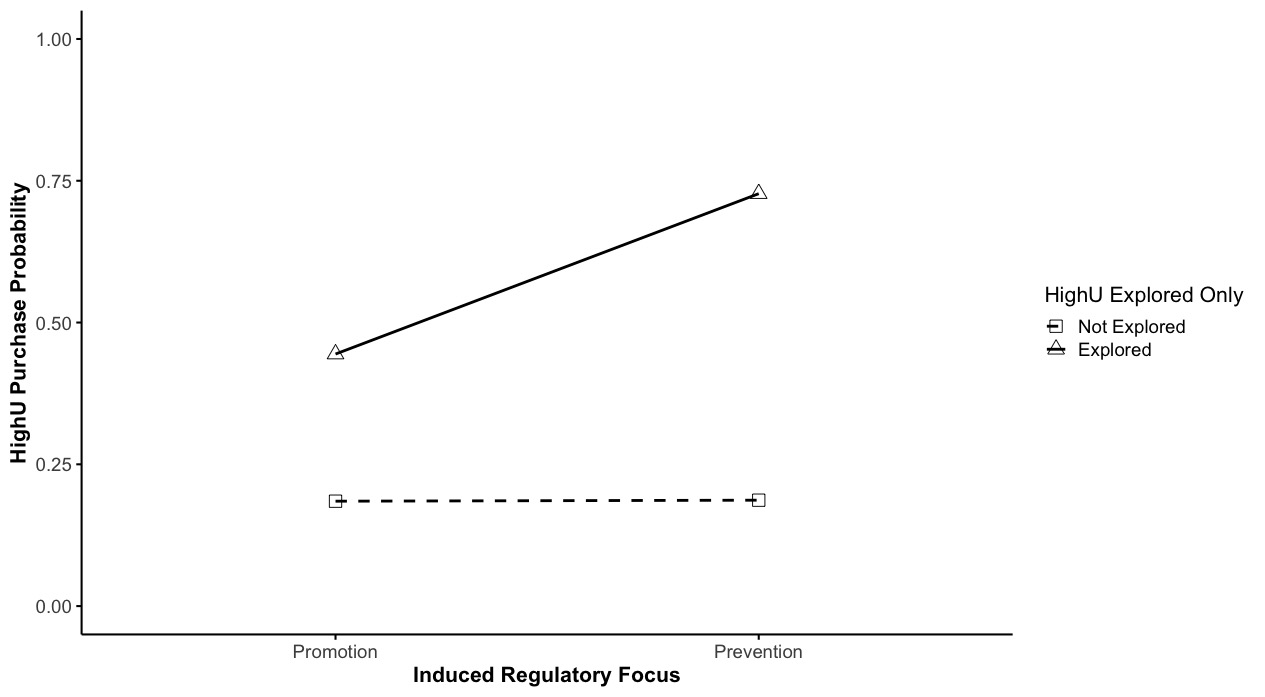 1.00
0.75
0.50
0.25
0.00
HighU Purchase Probability
Promotion
Prevention
Induced Regulatory Focus
HighU Explored Only
Not Explored
Explored